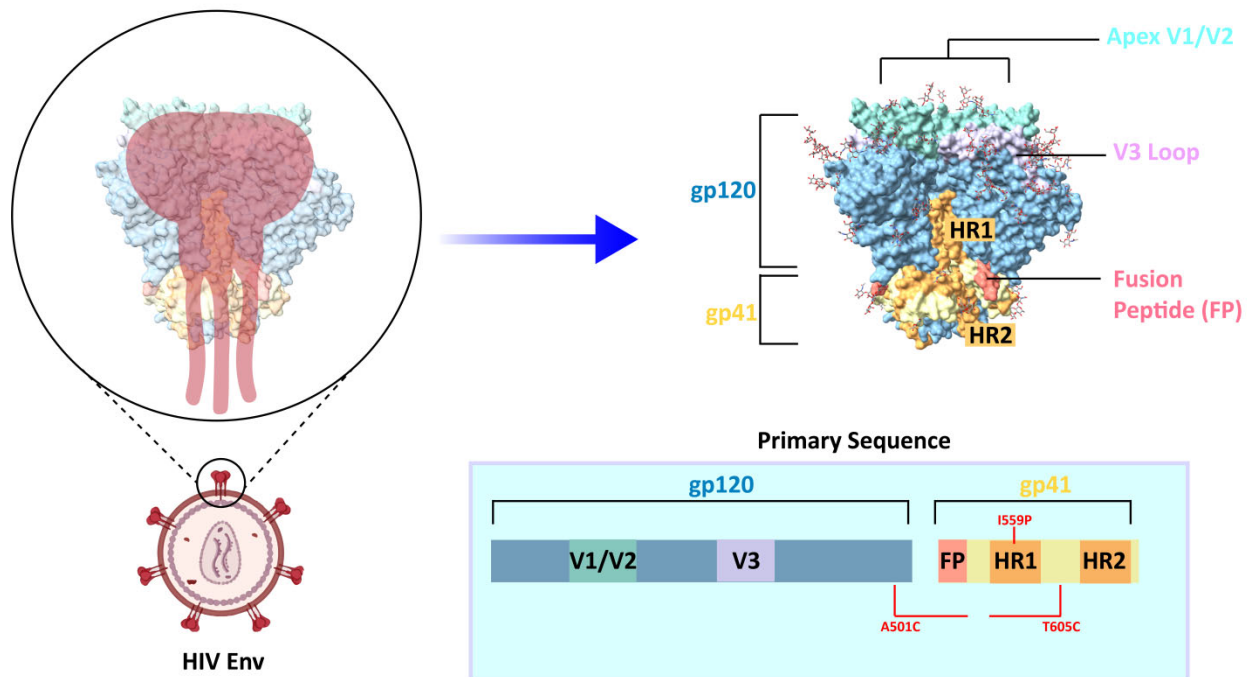 Apex V1/V2
V3 Loop
gp120
HR1
Fusion
Peptide (FP)
gp41
HR2
Primary Sequence
gp120
gp41
I559P
V1/V2
V3
FP
HR1
HR2
A501C
T605C
HIV Env